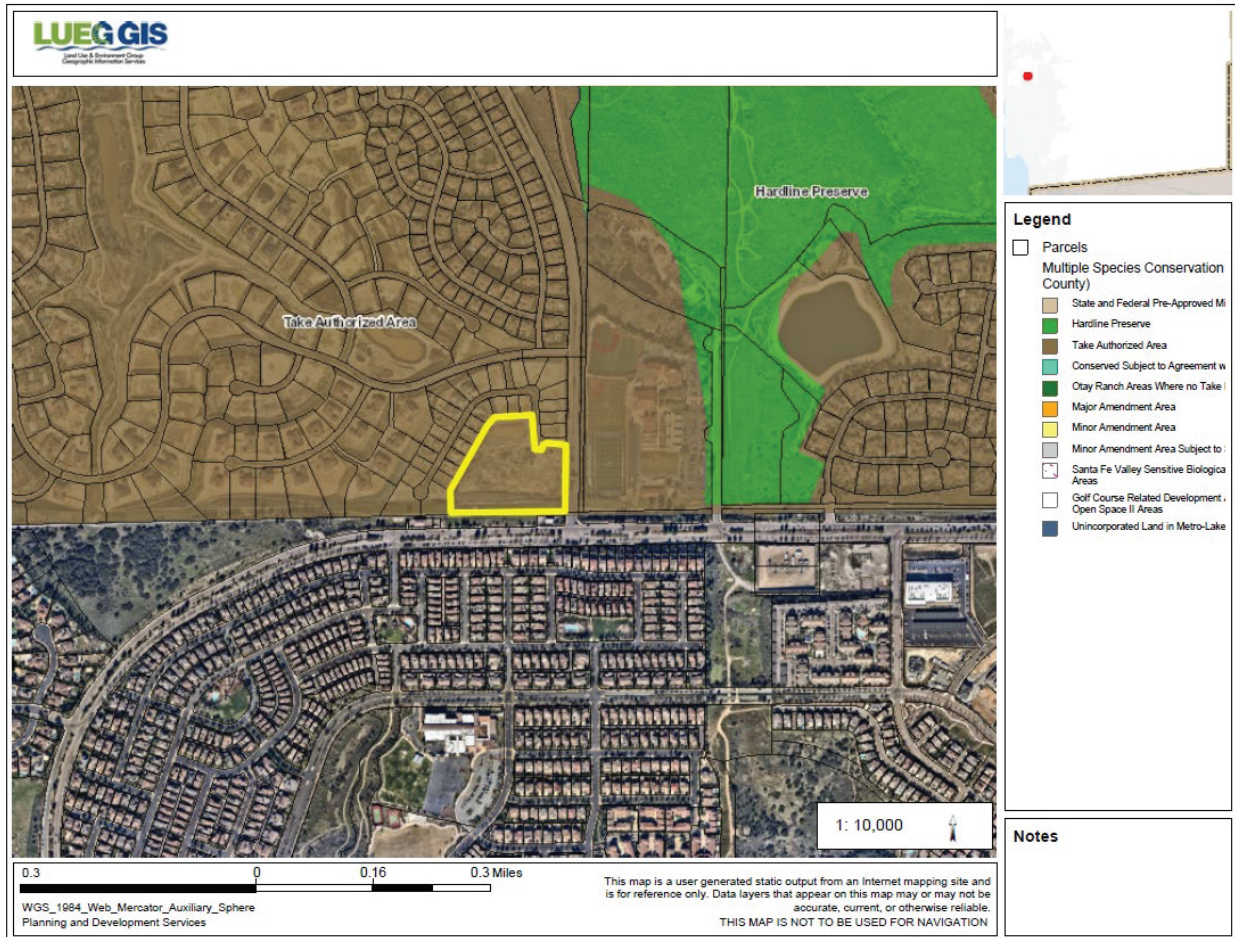 LUEG GIS
Land Use & Environment Group
Geographic Information Services
Hardline Preserve
Take Authorized Area
1: 10,000
Legend
Parcels
Multiple Species Conservation
County)
State and Federal Pre-Approved Mi
Hardline Preserve
Take Authorized Area
Conserved Subject to Agreement w
Otay Ranch Areas Where no Take
Major Amendment Area
Minor Amendment Area
Minor Amendment Area Subject to
Santa Fe Valley Sensitive Biologica
Areas
Golf Course Related Development
Open Space II Areas
Unincorporated Land in Metro-Lake
Notes
0.3 0 0.16 0.3 Miles
WGS_1984_Web_Mercator_Auxiliary_Sphere
Planning and Development Services
This map is a user generated static output from an Internet mapping site and
is for reference only. Data layers that appear on this map may or may not be
accurate, current, or otherwise reliable.
THIS MAP IS NOT TO BE USED FOR NAVIGATION